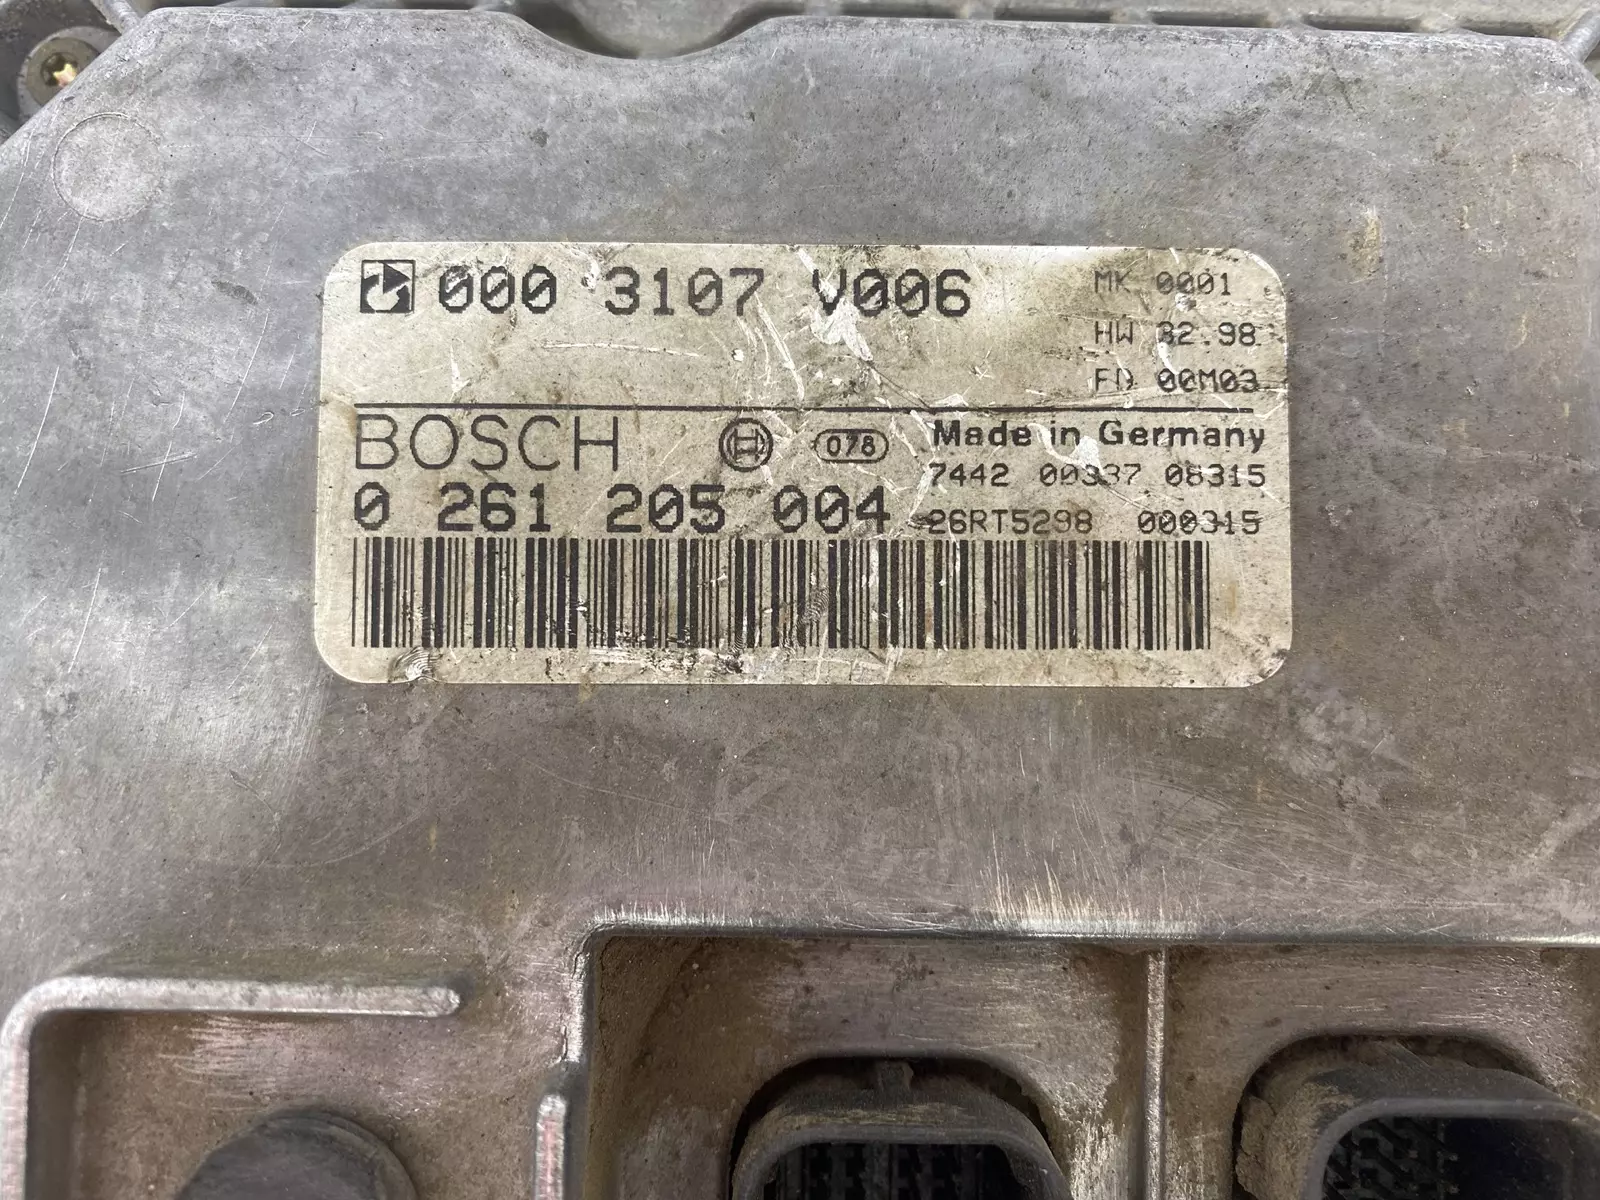 000 3107 V006
MK 0001
HW 32.98
FD 00M03
BOSCH
078
Made in Germany
0 261 205 004
7442 00337 08315
26RT5298 000315